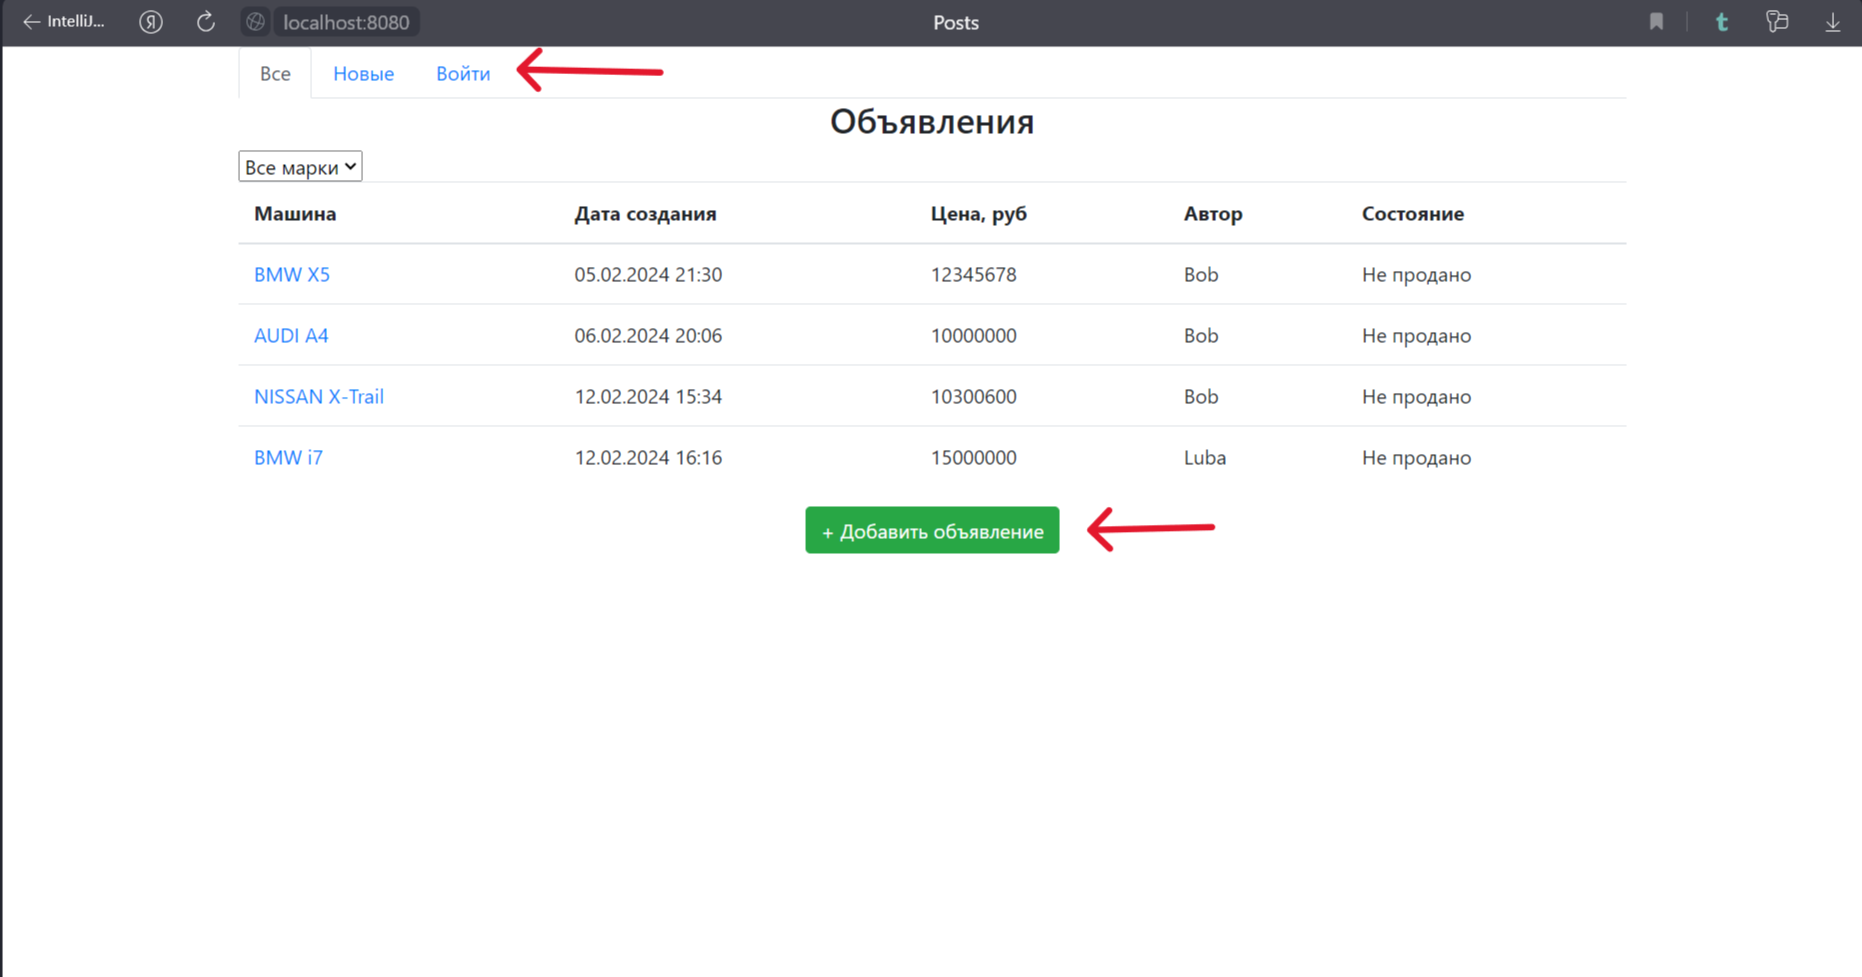 IntelliJ... Я localhost:8080 Posts t
Все Новые Войти
Объявления
Все марки
Машина Дата создания Цена, руб Автор Состояние
BMW X5 05.02.2024 21:30 12345678 Bob Не продано
AUDI A4 06.02.2024 20:06 10000000 Bob Не продано
NISSAN X-Trail 12.02.2024 15:34 10300600 Bob Не продано
BMW i7 12.02.2024 16:16 15000000 Luba Не продано
+ Добавить объявление